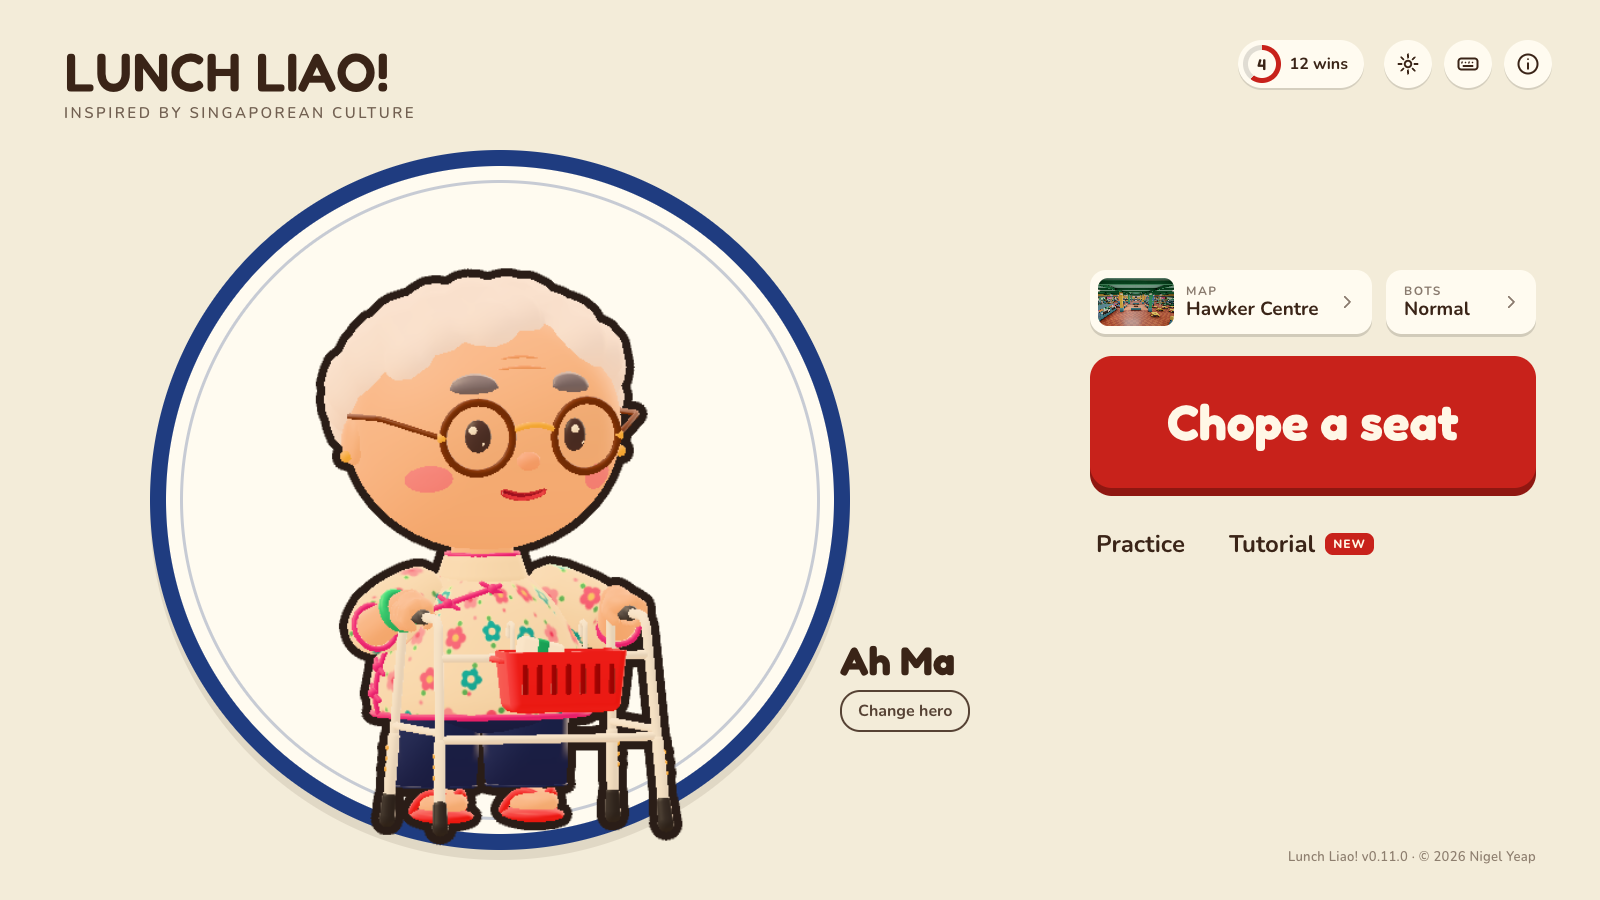 LUNCH LIAO!
INSPIRED BY SINGAPOREAN CULTURE
4
12 wins
MAP
Hawker Centre
BOTS
Normal
Chope a seat
Practice
Tutorial NEW
Ah Ma
Change hero
Lunch Liao! v0.11.0 · © 2026 Nigel Yeap